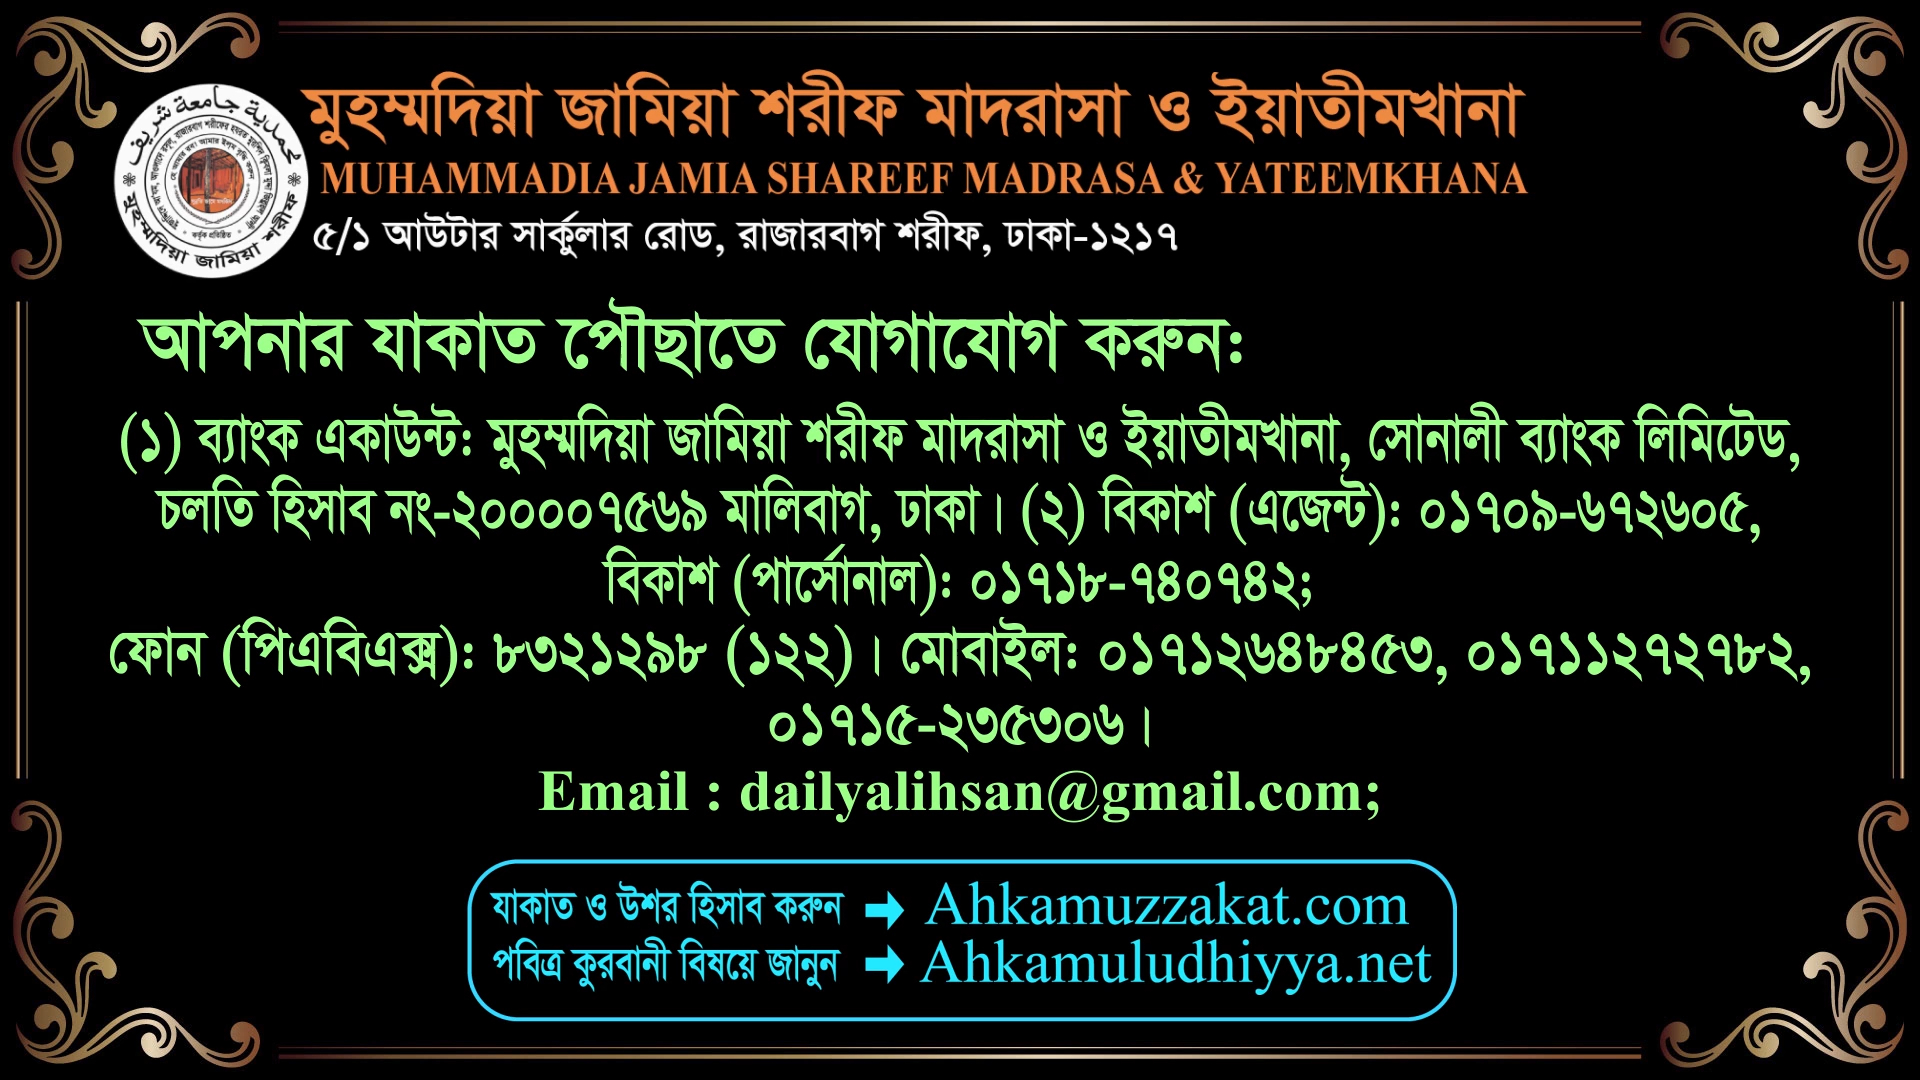 محمدية جامعة شريف
মুহম্মদিয়া জামিয়া শরীফ
মুহম্মদিয়া জামিয়া শরীফ মাদরাসা ও ইয়াতীমখানা
MUHAMMADIA JAMIA SHAREEF MADRASA & YATEEMKHANA
৫/১ আউটার সার্কুলার রোড, রাজারবাগ শরীফ, ঢাকা-১২১৭
আপনার যাকাত পৌছাতে যোগাযোগ করুন:
(১) ব্যাংক একাউন্ট: মুহম্মদিয়া জামিয়া শরীফ মাদরাসা ও ইয়াতীমখানা, সোনালী ব্যাংক লিমিটেড,
চলতি হিসাব নং-২০০০০৭৫৬৯ মালিবাগ, ঢাকা। (২) বিকাশ (এজেন্ট): ০১৭০৯-৬৭২৬০৫,
বিকাশ (পার্সোনাল): ০১৭১৮-৭৪০৭৪২;
ফোন (পিএবিএক্স): ৮৩২১২৯৮ (১২২)। মোবাইল: ০১৭১২৬৪৮৪৫৩, ০১৭১১২৭২৭৮২,
০১৭১৫-২৩৫৩০৬।
Email : dailyalihsan@gmail.com;
যাকাত ও উশর হিসাব করুন ➡ Ahkamuzzakat.com
পবিত্র কুরবানী বিষয়ে জানুন ➡ Ahkamuludhiyya.net